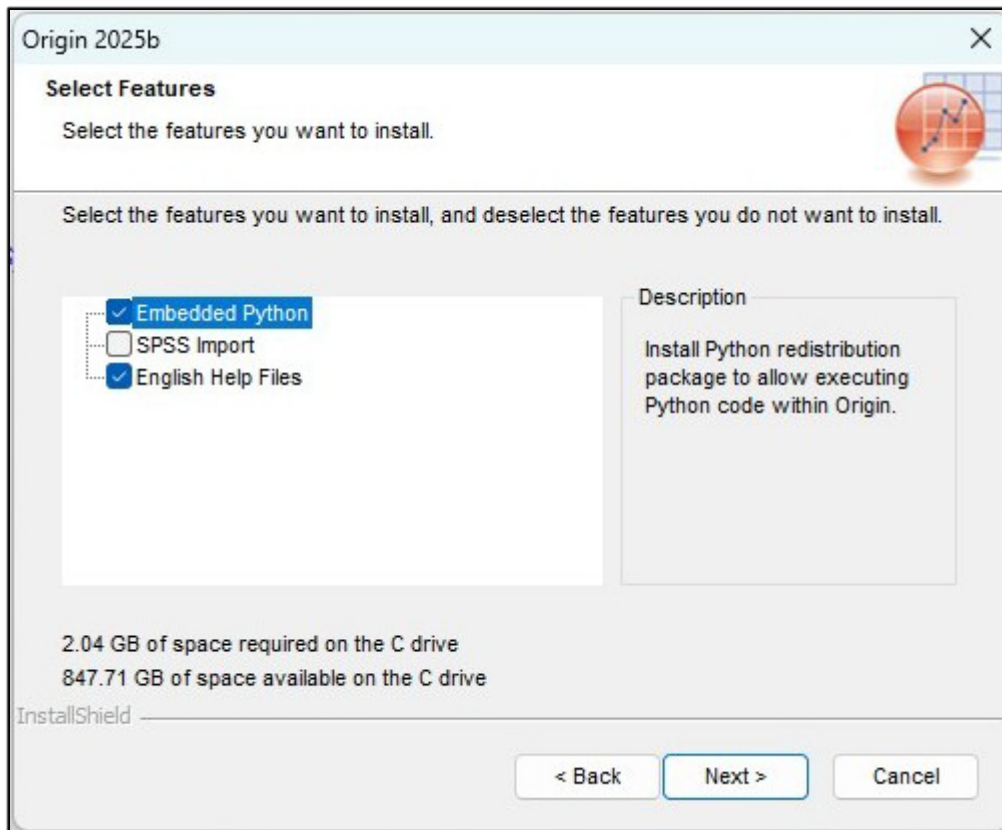 Origin 2025b
Select Features
Select the features you want to install.
Select the features you want to install, and deselect the features you do not want to install.
Embedded Python
SPSS Import
English Help Files
Description
Install Python redistribution
package to allow executing
Python code within Origin.
2.04 GB of space required on the C drive
847.71 GB of space available on the C drive
InstallShield
< Back
Next >
Cancel